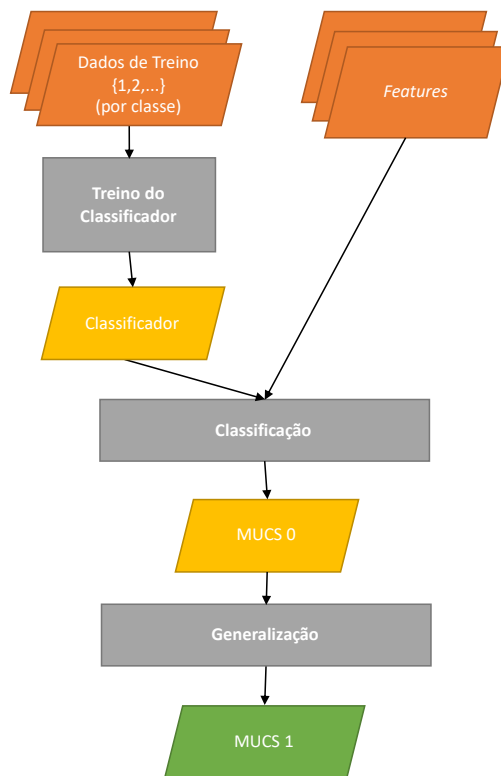 Dados de Treino
{1,2,...}
(por classe)
Features
Treino do
Classificador
Classificador
Classificação
MUCS 0
Generalização
MUCS 1